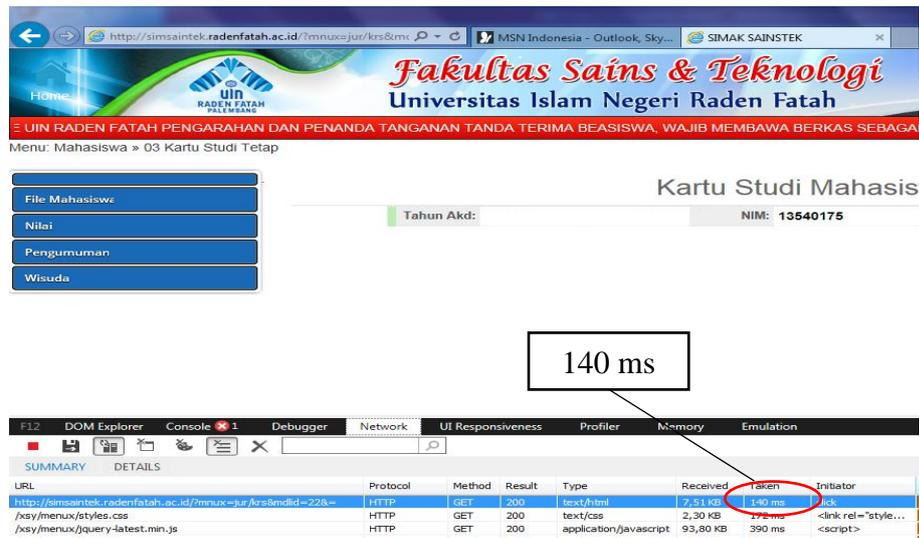 http://simsaintek.radenfatah.ac.id/?mnux=jur/krs&mc
MSN Indonesia - Outlook, Sky...
SIMAK SAINSTEK
Home
UIN
RADEN FATAH
PALEMBANG
Fakultas Sains & Teknologi
Universitas Islam Negeri Raden Fatah
E UIN RADEN FATAH PENGARAHAN DAN PENANDA TANGANAN TANDA TERIMA BEASISWA, WAJIB MEMBAWA BERKAS SEBAGA
Menu: Mahasiswa » 03 Kartu Studi Tetap
Kartu Studi Mahasis
File Mahasiswa
Nilai
Pengumuman
Wisuda
Tahun Akd: NIM: 13540175
140 ms
F12 DOM Explorer Console 1 Debugger Network UI Responsiveness Profiler Memory Emulation
SUMMARY DETAILS
URL Protocol Method Result Type Received Taken Initiator
http://simsaintek.radenfatah.ac.id/?mnux=jur/krs&mdlid=22&= HTTP GET 200 text/html 7,51 KB 140 ms click
/xsy/menux/styles.css HTTP GET 200 text/css 2,30 KB 172 ms <link rel="style...
/xsy/menux/jquery-latest.min.js HTTP GET 200 application/javascript 93,80 KB 390 ms <script>